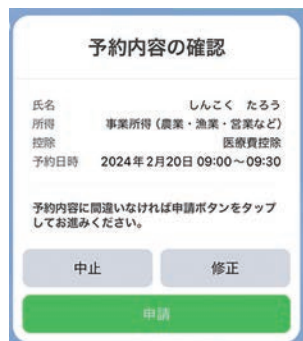 予約内容の確認
氏名 しんこく たろう
所得 事業所得（農業・漁業・営業など）
控除 医療費控除
予約日時 2024年2月20日 09:00～09:30
予約内容に間違いなければ申請ボタンをタップ
してお進みください。
中止 修正
申請